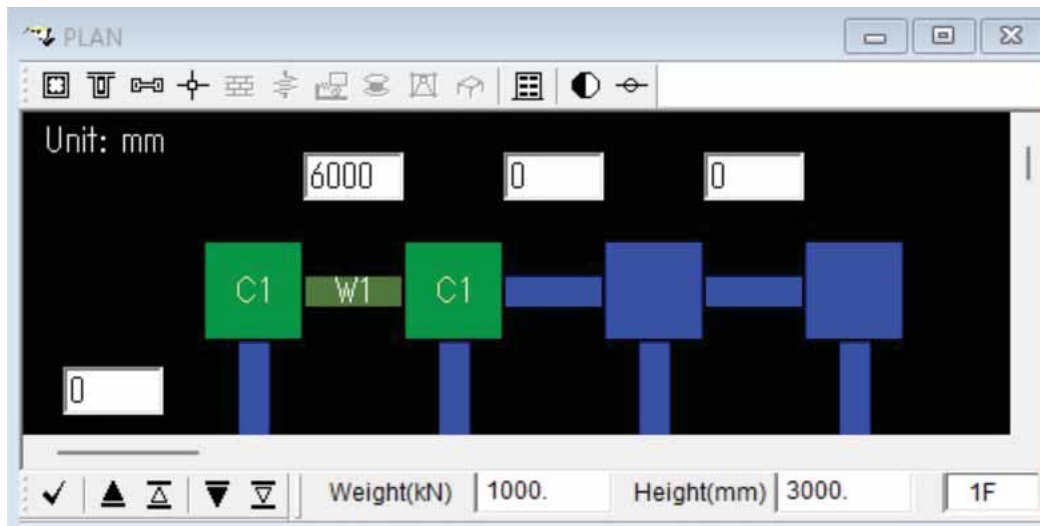 PLAN
Unit: mm
6000 0 0
C1 W1 C1
0
Weight(kN) 1000. Height(mm) 3000. 1F